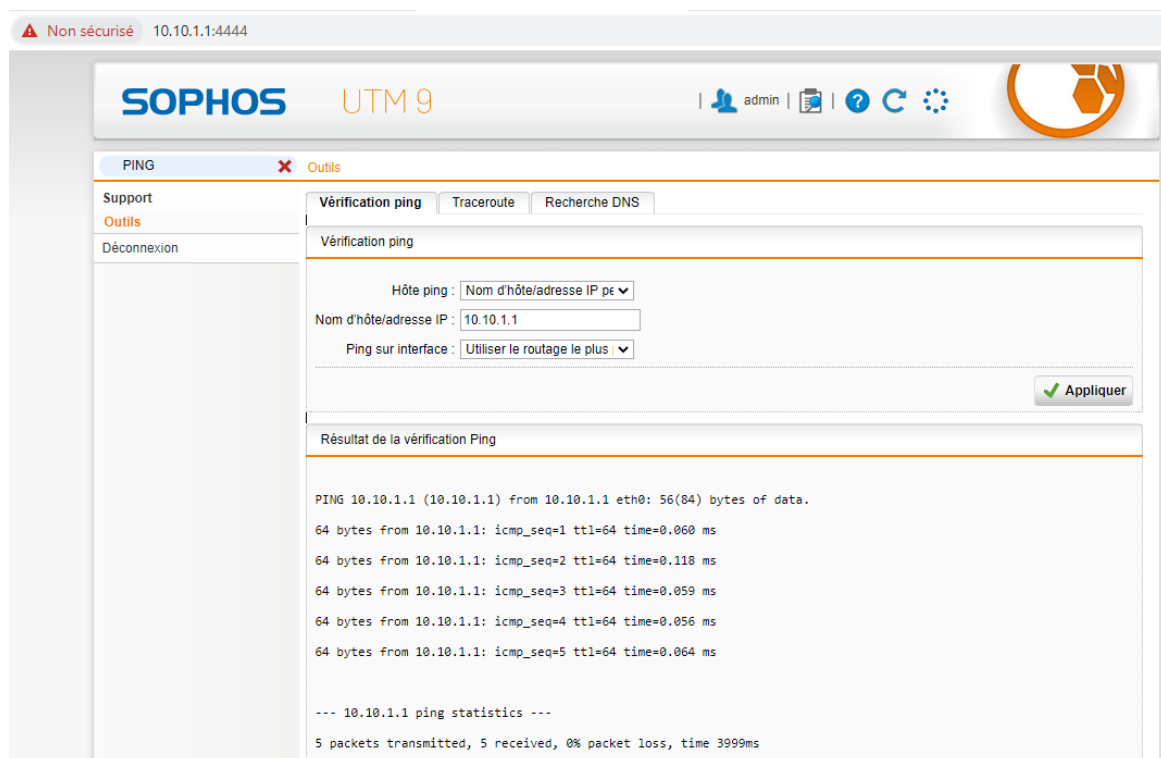 Non sécurisé 10.10.1.1:4444
SOPHOS UTM 9 | admin | | ?
PING Outils
Support
Outils
Déconnexion
Vérification ping Traceroute Recherche DNS
Vérification ping
Hôte ping : Nom d'hôte/adresse IP pe
Nom d'hôte/adresse IP : 10.10.1.1
Ping sur interface : Utiliser le routage le plus
Appliquer
Résultat de la vérification Ping
PING 10.10.1.1 (10.10.1.1) from 10.10.1.1 eth0: 56(84) bytes of data.
64 bytes from 10.10.1.1: icmp_seq=1 ttl=64 time=0.060 ms
64 bytes from 10.10.1.1: icmp_seq=2 ttl=64 time=0.118 ms
64 bytes from 10.10.1.1: icmp_seq=3 ttl=64 time=0.059 ms
64 bytes from 10.10.1.1: icmp_seq=4 ttl=64 time=0.056 ms
64 bytes from 10.10.1.1: icmp_seq=5 ttl=64 time=0.064 ms
--- 10.10.1.1 ping statistics ---
5 packets transmitted, 5 received, 0% packet loss, time 3999ms